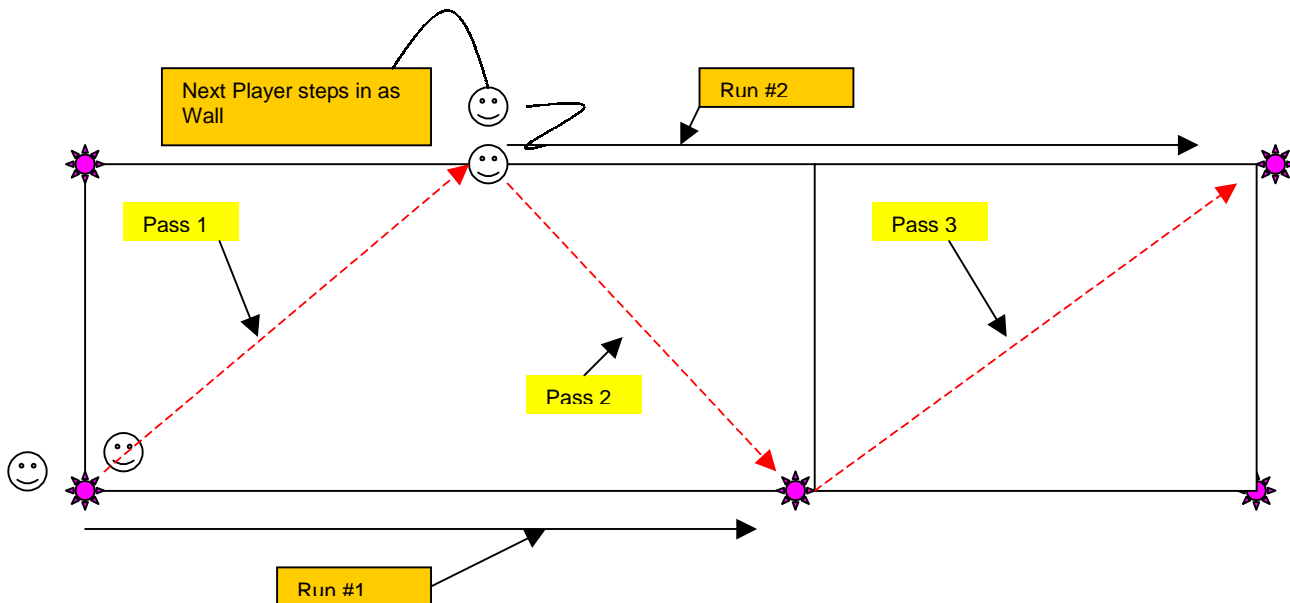 Next Player steps in as
Wall
Run #2
Pass 1
Pass 3
Pass 2
Run #1